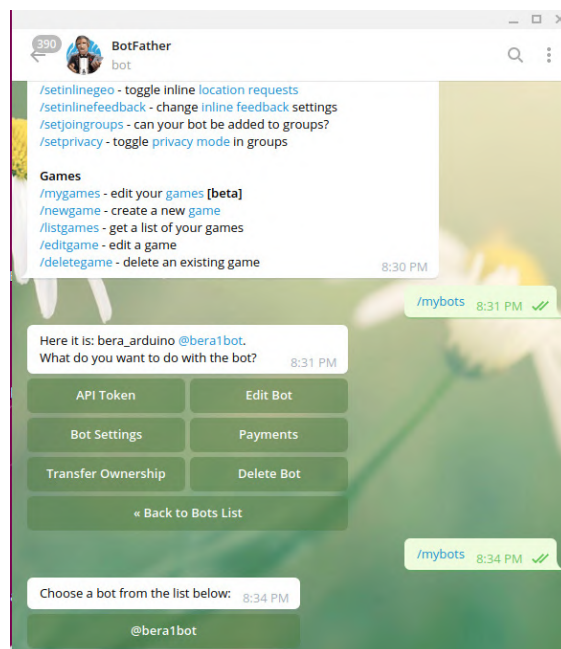 390
BotFather
bot
/setinlinegeo - toggle inline location requests
/setinlinefeedback - change inline feedback settings
/setjoingroups - can your bot be added to groups?
/setprivacy - toggle privacy mode in groups
Games
/mygames - edit your games [beta]
/newgame - create a new game
/listgames - get a list of your games
/editgame - edit a game
/deletegame - delete an existing game
8:30 PM
/mybots 8:31 PM
Here it is: bera_arduino @bera1bot.
What do you want to do with the bot? 8:31 PM
API Token Edit Bot
Bot Settings Payments
Transfer Ownership Delete Bot
« Back to Bots List
/mybots 8:34 PM
Choose a bot from the list below: 8:34 PM
@bera1bot